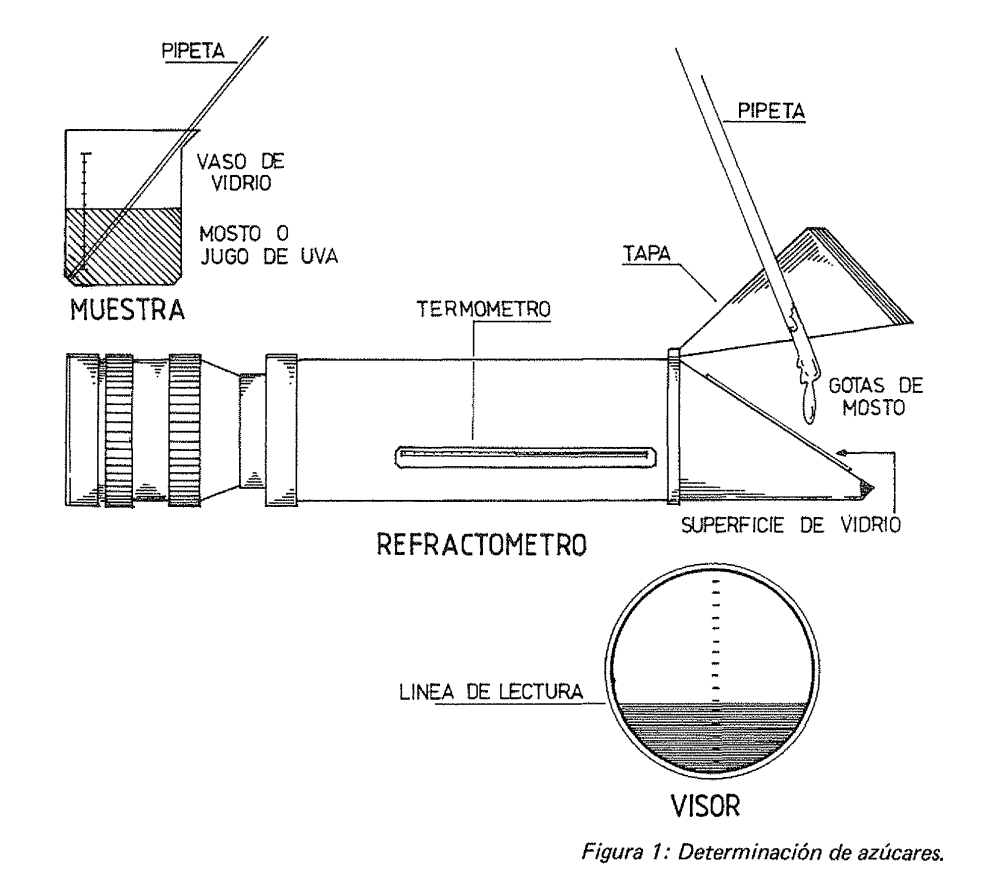 PIPETA
VASO DE
VIDRIO
MOSTO O
JUGO DE UVA
MUESTRA
PIPETA
TAPA
TERMOMETRO
GOTAS DE
MOSTO
SUPERFICIE DE VIDRIO
REFRACTOMETRO
LINEA DE LECTURA
VISOR
Figura 1: Determinación de azúcares.